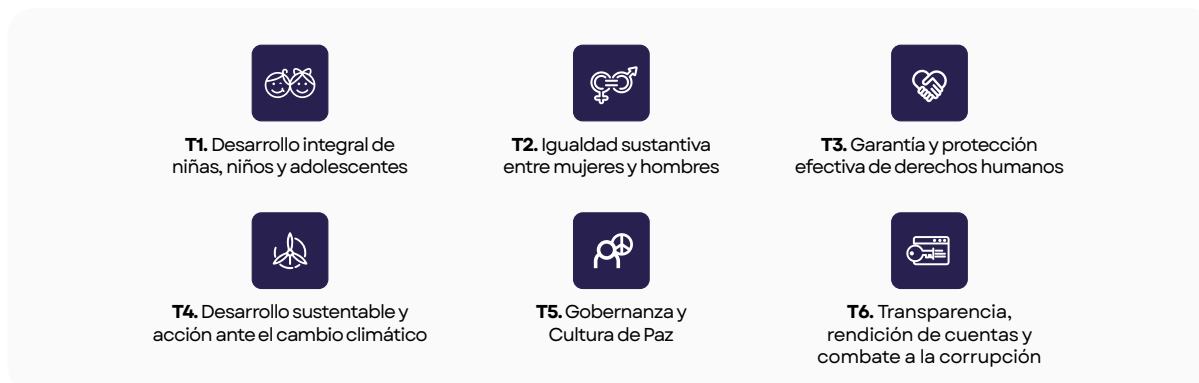 T1. Desarrollo integral de
niñas, niños y adolescentes
T2. Igualdad sustantiva
entre mujeres y hombres
T3. Garantía y protección
efectiva de derechos humanos
T4. Desarrollo sustentable y
acción ante el cambio climático
T5. Gobernanza y
Cultura de Paz
T6. Transparencia,
rendición de cuentas y
combate a la corrupción